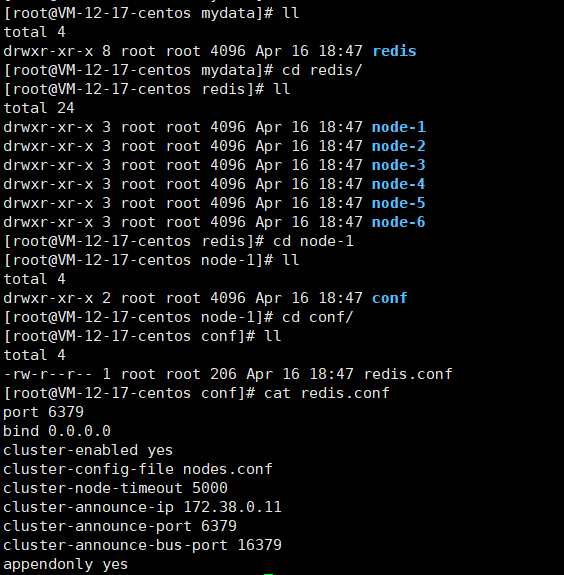 [root@VM-12-17-centos mydata]# ll
total 4
drwxr-xr-x 8 root root 4096 Apr 16 18:47 redis
[root@VM-12-17-centos mydata]# cd redis/
[root@VM-12-17-centos redis]# ll
total 24
drwxr-xr-x 3 root root 4096 Apr 16 18:47 node-1
drwxr-xr-x 3 root root 4096 Apr 16 18:47 node-2
drwxr-xr-x 3 root root 4096 Apr 16 18:47 node-3
drwxr-xr-x 3 root root 4096 Apr 16 18:47 node-4
drwxr-xr-x 3 root root 4096 Apr 16 18:47 node-5
drwxr-xr-x 3 root root 4096 Apr 16 18:47 node-6
[root@VM-12-17-centos redis]# cd node-1
[root@VM-12-17-centos node-1]# ll
total 4
drwxr-xr-x 2 root root 4096 Apr 16 18:47 conf
[root@VM-12-17-centos node-1]# cd conf/
[root@VM-12-17-centos conf]# ll
total 4
-rw-r--r-- 1 root root 206 Apr 16 18:47 redis.conf
[root@VM-12-17-centos conf]# cat redis.conf
port 6379
bind 0.0.0.0
cluster-enabled yes
cluster-config-file nodes.conf
cluster-node-timeout 5000
cluster-announce-ip 172.38.0.11
cluster-announce-port 6379
cluster-announce-bus-port 16379
appendonly yes